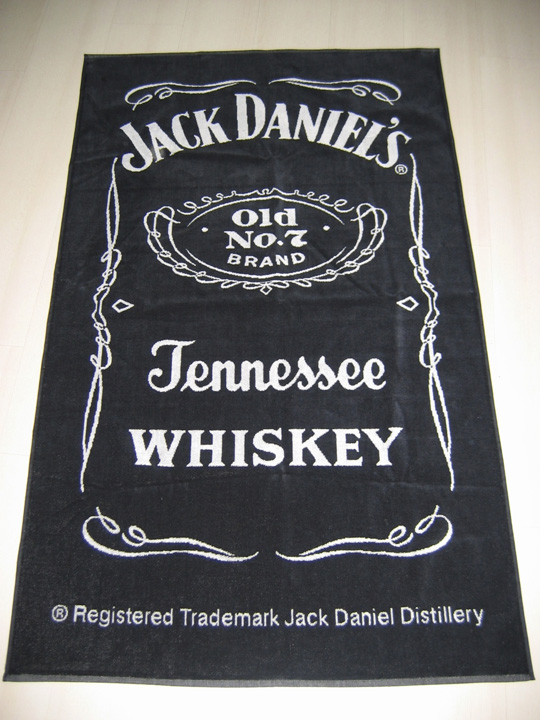 JACK DANIEL'S®
Old
No.7
BRAND
Tennessee
WHISKEY
® Registered Trademark Jack Daniel Distillery